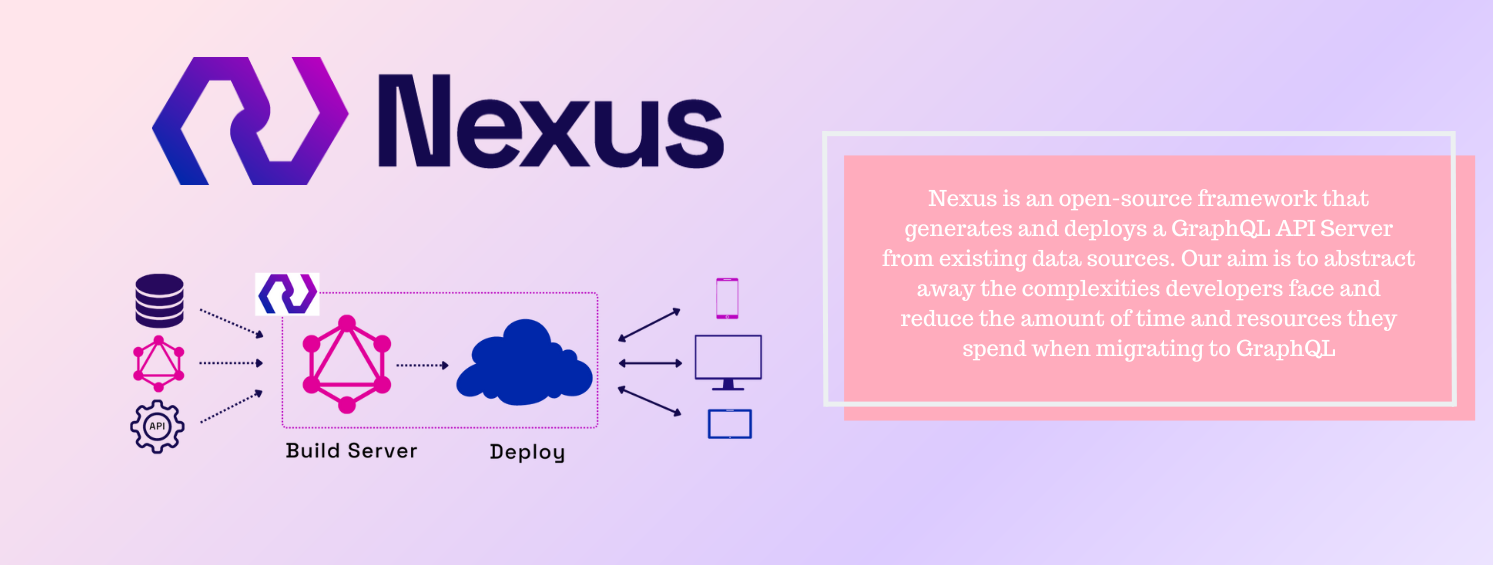 Nexus
API
Build Server
Deploy
Nexus is an open-source framework that
generates and deploys a GraphQL API Server
from existing data sources. Our aim is to abstract
away the complexities developers face and
reduce the amount of time and resources they
spend when migrating to GraphQL